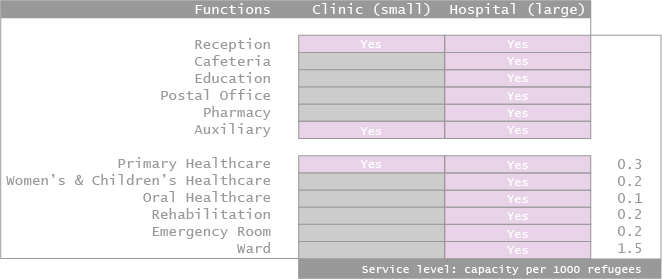 Functions Clinic (small) Hospital (large)
Reception Yes Yes
Cafeteria Yes
Education Yes
Postal Office Yes
Pharmacy Yes
Auxiliary Yes Yes
Primary Healthcare Yes Yes 0.3
Women's & Children's Healthcare Yes 0.2
Oral Healthcare Yes 0.1
Rehabilitation Yes 0.2
Emergency Room Yes 0.2
Ward Yes 1.5
Service level: capacity per 1000 refugees